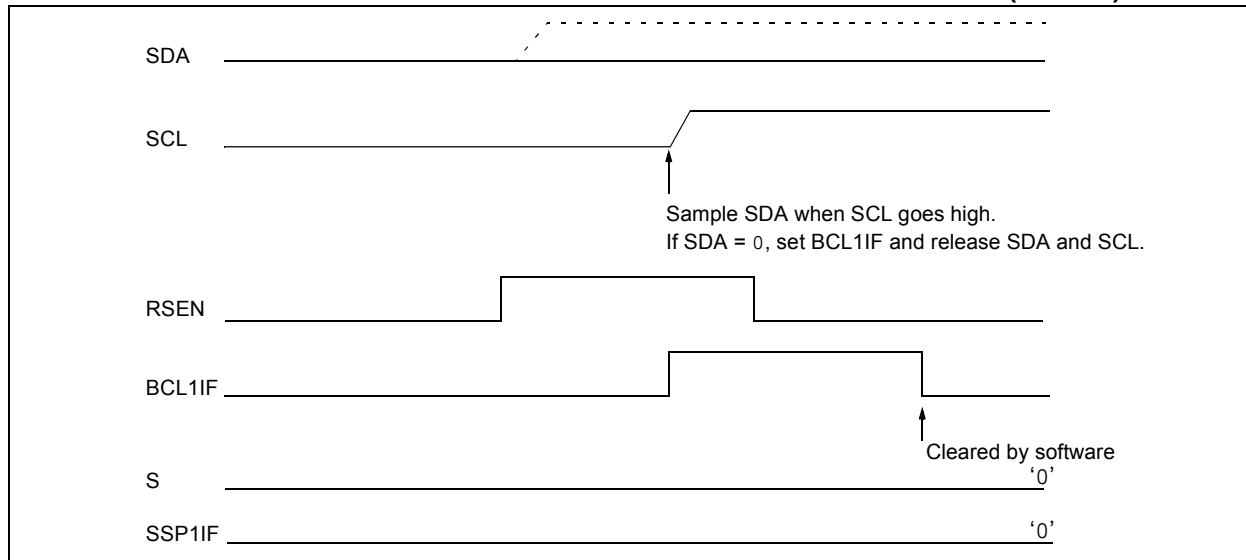 SDA
SCL
Sample SDA when SCL goes high.
If SDA = 0, set BCL1IF and release SDA and SCL.
RSEN
BCL1IF
Cleared by software
S
‘0’
SSP1IF
‘0’